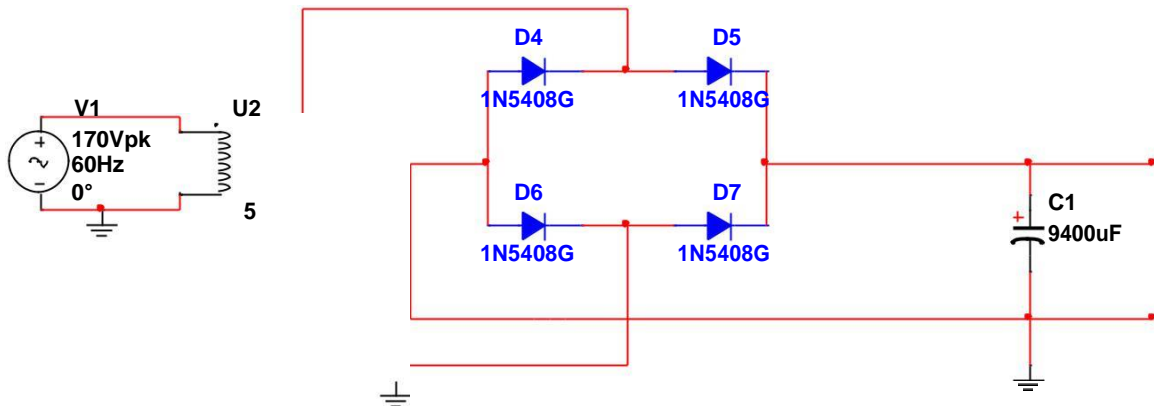 D4
D5
1N5408G
1N5408G
V1
U2
+
170Vpk
60Hz
0°
5
D6
D7
1N5408G
1N5408G
C1
+
9400uF